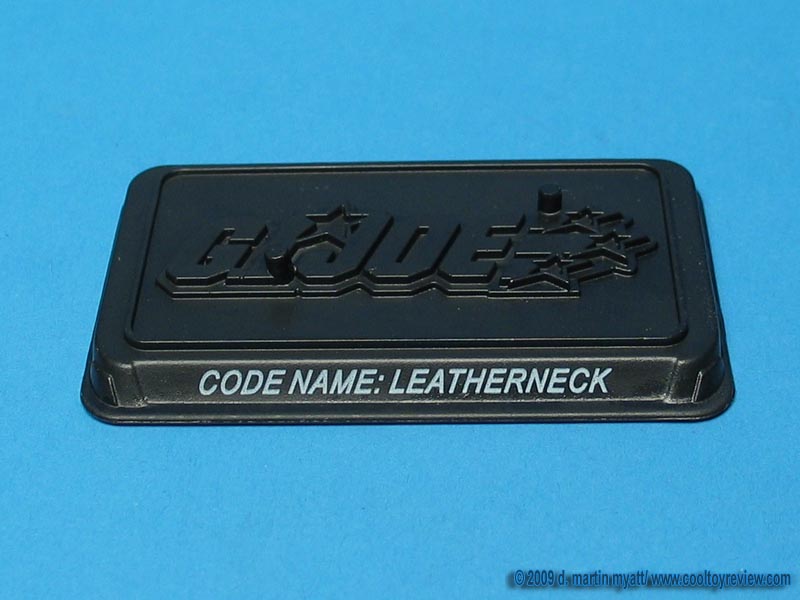 G.I.JOE
CODE NAME: LEATHERNECK
©2009 d. martin myatt/ www.cooltoyreview.com